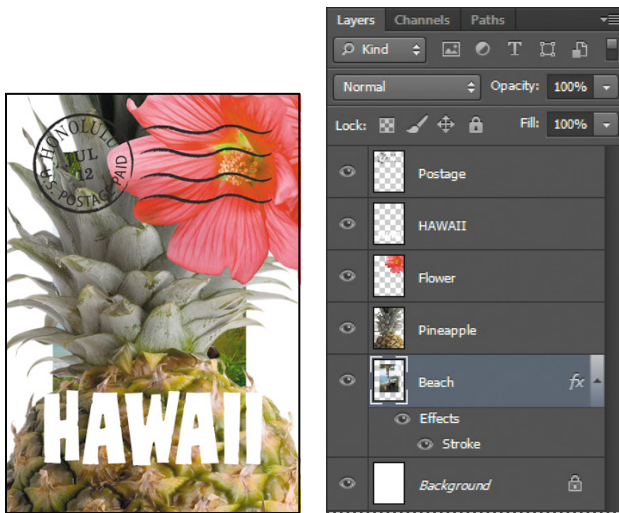 HONOLULU
JUL
12
U.S. POSTAGE PAID
HAWAII
Layers Channels Paths
Kind
Normal Opacity: 100%
Lock: Fill: 100%
Postage
HAWAII
Flower
Pineapple
Beach fx
Effects
Stroke
Background